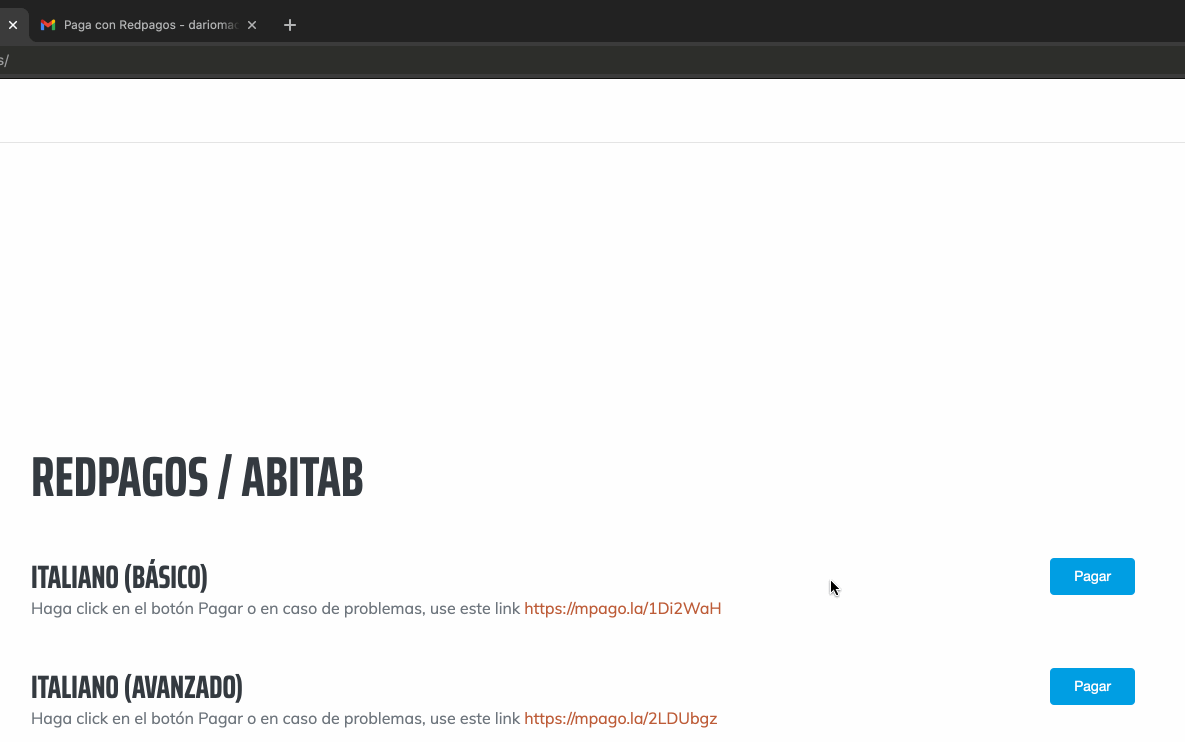 Paga con Redpagos - darioma
s/
REDPAGOS / ABITAB
ITALIANO (BÁSICO)
Pagar
Haga click en el botón Pagar o en caso de problemas, use este link https://mpago.la/1Di2WaH
ITALIANO (AVANZADO)
Pagar
Haga click en el botón Pagar o en caso de problemas, use este link https://mpago.la/2LDUbgz